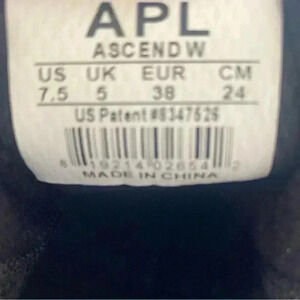 APL
ASCEND W
US UK EUR CM
7.5 5 38 24
US Patent #8347526
8 19214 02654 2
MADE IN CHINA